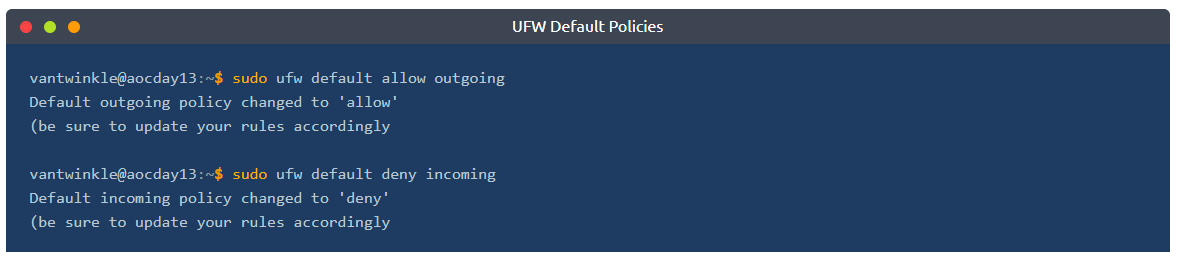 UFW Default Policies
vantwinkle@aocday13:~$ sudo ufw default allow outgoing
Default outgoing policy changed to 'allow'
(be sure to update your rules accordingly
vantwinkle@aocday13:~$ sudo ufw default deny incoming
Default incoming policy changed to 'deny'
(be sure to update your rules accordingly